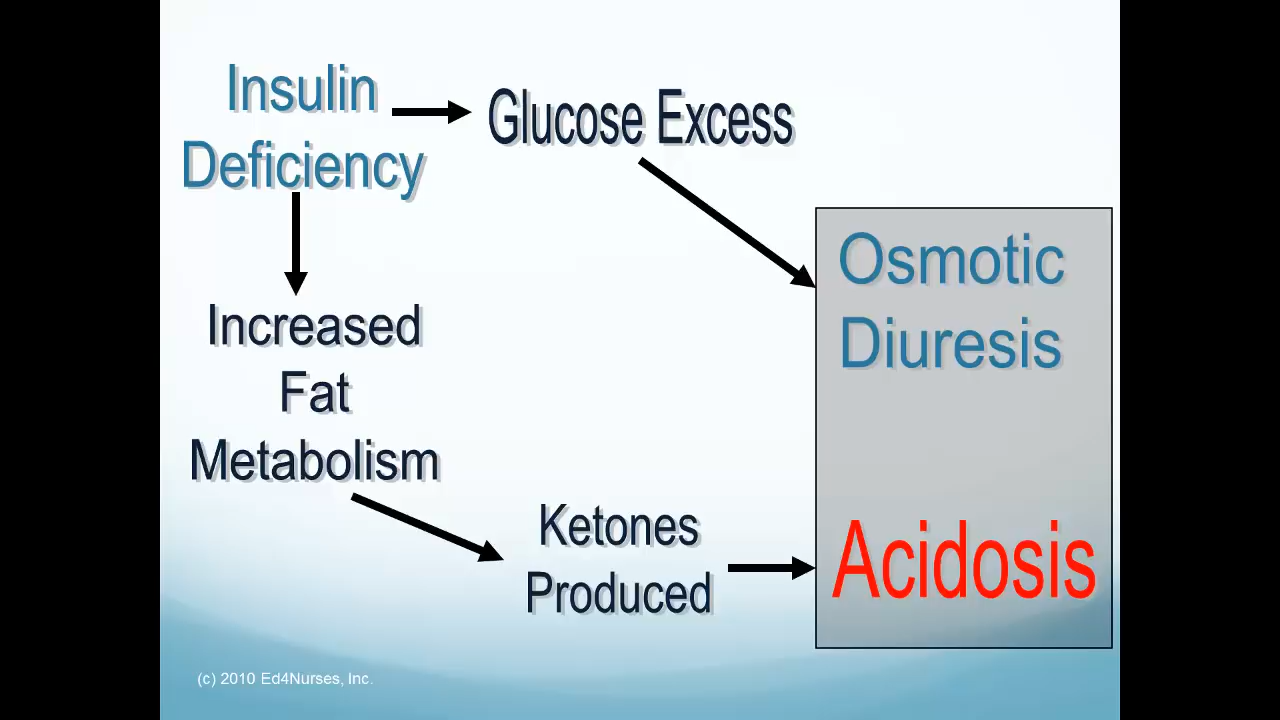 Insulin
Deficiency
Glucose Excess
Osmotic
Diuresis
Increased
Fat
Metabolism
Ketones
Produced
Acidosis
(c) 2010 Ed4Nurses, Inc.